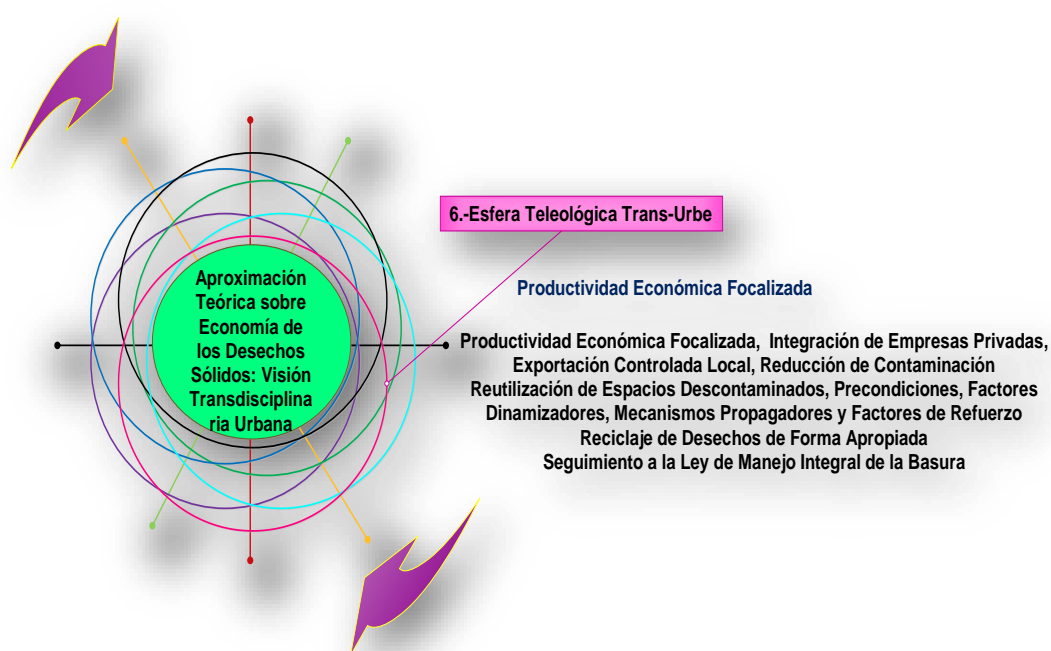 6.-Esfera Teleológica Trans-Urbe
Aproximación
Teórica sobre
Economía de
los Desechos
Sólidos: Visión
Transdisciplina
ria Urbana
Productividad Económica Focalizada
Productividad Económica Focalizada, Integración de Empresas Privadas,
Exportación Controlada Local, Reducción de Contaminación
Reutilización de Espacios Descontaminados, Precondiciones, Factores
Dinamizadores, Mecanismos Propagadores y Factores de Refuerzo
Reciclaje de Desechos de Forma Apropiada
Seguimiento a la Ley de Manejo Integral de la Basura